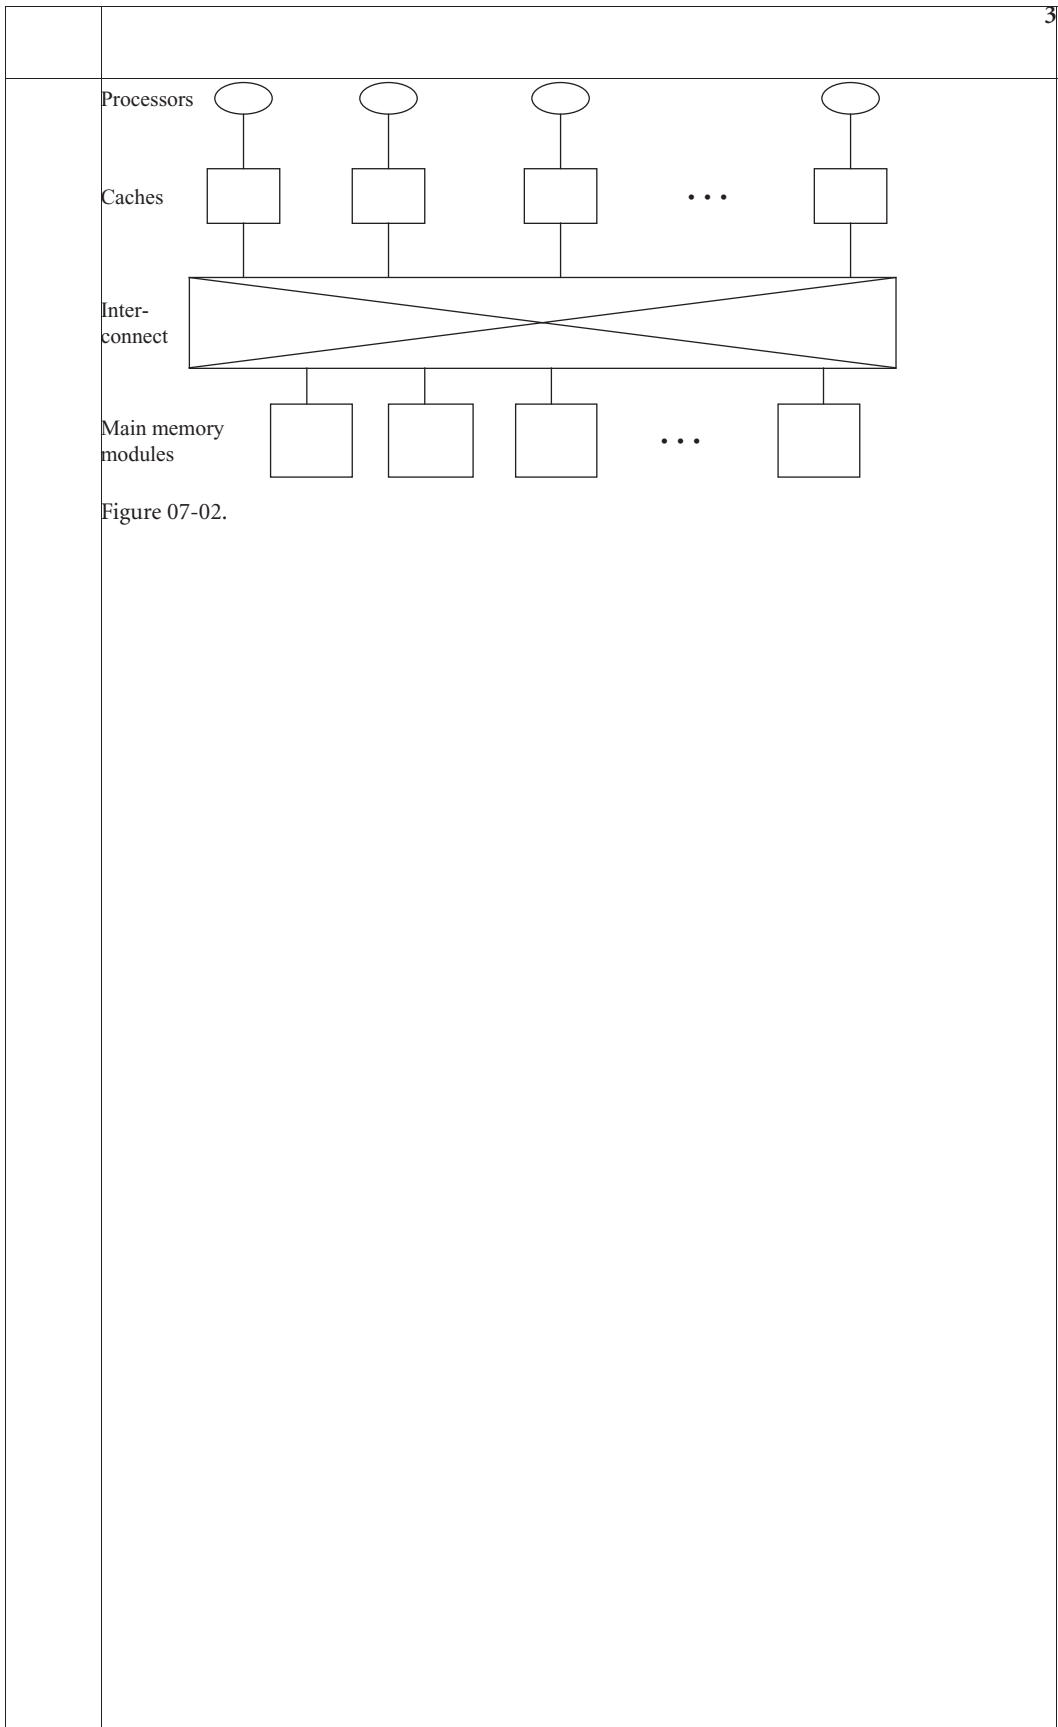 3
Processors
Caches
• • •
Inter-
connect
Main memory
modules
• • •
Figure 07-02.